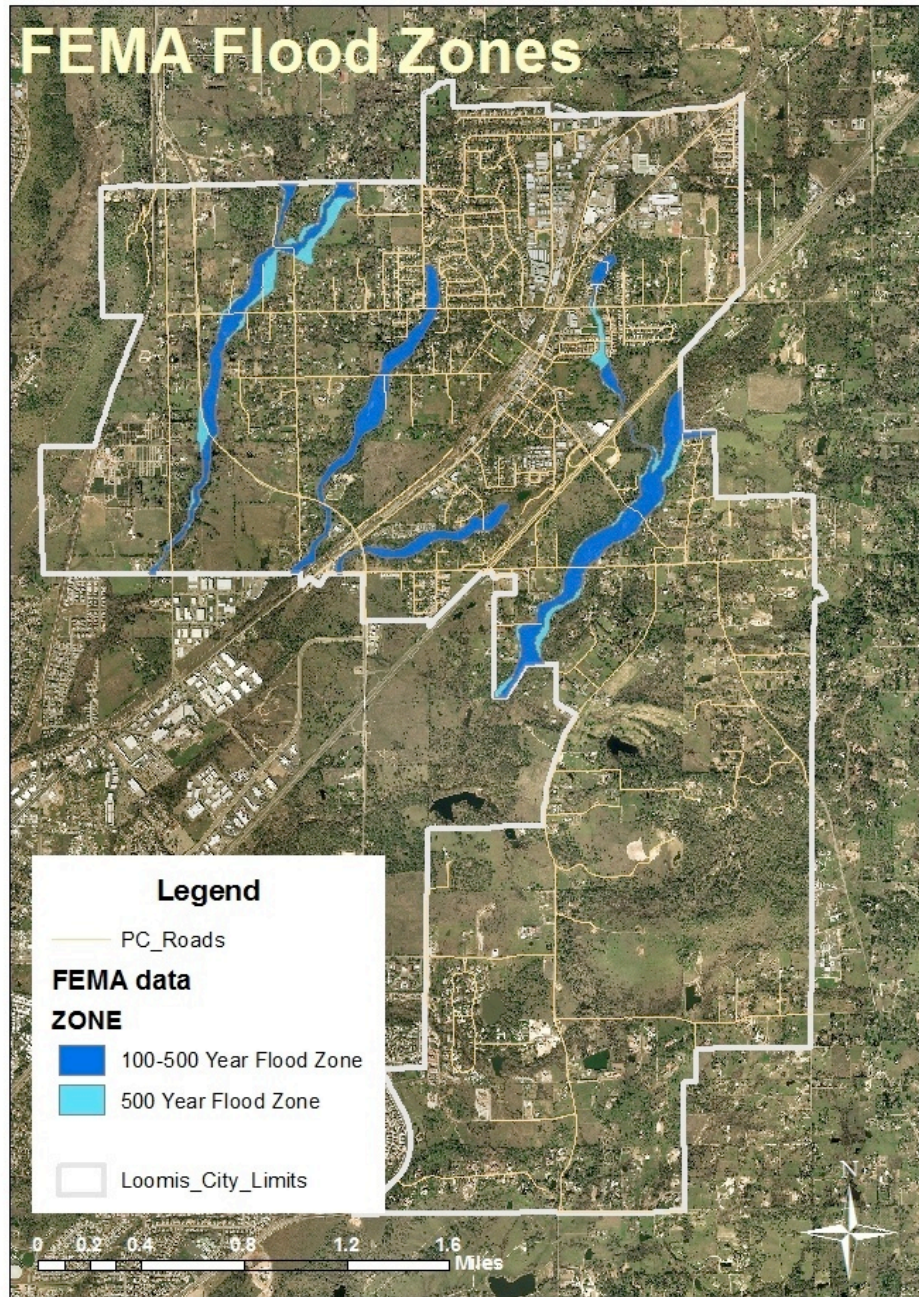 FEMA Flood Zones
Legend
PC_Roads
FEMA data
ZONE
100-500 Year Flood Zone
500 Year Flood Zone
Loomis_City_Limits
N
0 0.2 0.4 0.8 1.2 1.6
Miles